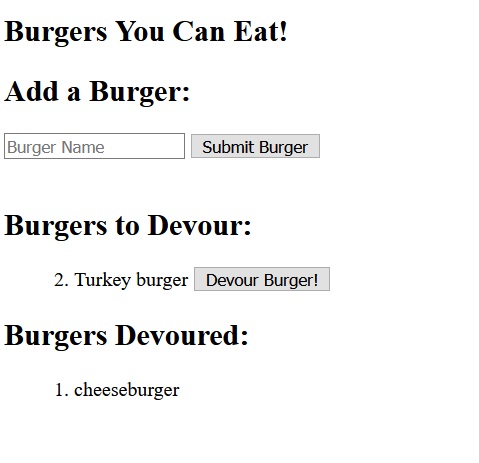 Burgers You Can Eat!
Add a Burger:
Burger Name Submit Burger
Burgers to Devour:
2. Turkey burger Devour Burger!
Burgers Devoured:
1. cheeseburger